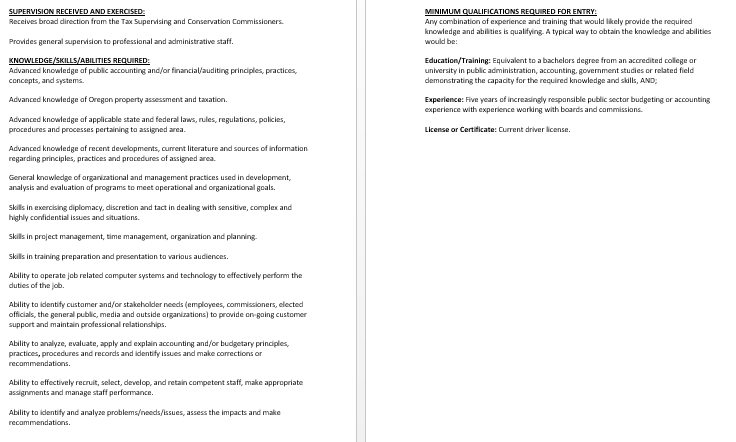 SUPERVISION RECEIVED AND EXERCISED:
Receives broad direction from the Tax Supervising and Conservation Commissioners.
Provides general supervision to professional and administrative staff.
KNOWLEDGE/SKILLS/ABILITIES REQUIRED:
Advanced knowledge of public accounting and/or financial/auditing principles, practices,
concepts, and systems.
Advanced knowledge of Oregon property assessment and taxation.
Advanced knowledge of applicable state and federal laws, rules, regulations, policies,
procedures and processes pertaining to assigned area.
Advanced knowledge of recent developments, current literature and sources of information
regarding principles, practices and procedures of assigned area.
General knowledge of organizational and management practices used in development,
analysis and evaluation of programs to meet operational and organizational goals.
Skills in exercising diplomacy, discretion and tact in dealing with sensitive, complex and
highly confidential issues and situations.
Skills in project management, time management, organization and planning.
Skills in training preparation and presentation to various audiences.
Ability to operate job related computer systems and technology to effectively perform the
duties of the job.
Ability to identify customer and/or stakeholder needs (employees, commissioners, elected
officials, the general public, media and outside organizations) to provide on-going customer
support and maintain professional relationships.
Ability to analyze, evaluate, apply and explain accounting and/or budgetary principles,
practices, procedures and records and identify issues and make corrections or
recommendations.
Ability to effectively recruit, select, develop, and retain competent staff, make appropriate
assignments and manage staff performance.
Ability to identify and analyze problems/needs/issues, assess the impacts and make
recommendations.
MINIMUM QUALIFICATIONS REQUIRED FOR ENTRY:
Any combination of experience and training that would likely provide the required
knowledge and abilities is qualifying. A typical way to obtain the knowledge and abilities
would be:
Education/Training: Equivalent to a bachelors degree from an accredited college or
university in public administration, accounting, government studies or related field
demonstrating the capacity for the required knowledge and skills, AND;
Experience: Five years of increasingly responsible public sector budgeting or accounting
experience with experience working with boards and commissions.
License or Certificate: Current driver license.